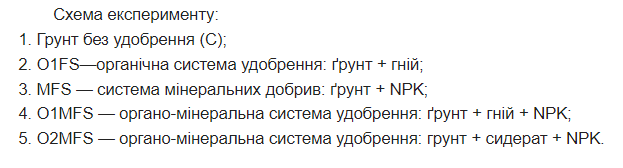 Схема експерименту:
1. Грунт без удобрення (С);
2. O1FS—органічна система удобрення: ґрунт + гній;
3. MFS — система мінеральних добрив: ґрунт + NPK;
4. O1MFS — органо-мінеральна система удобрення: ґрунт + гній + NPK;
5. O2MFS — органо-мінеральна система удобрення: грунт + сидерат + NPK.